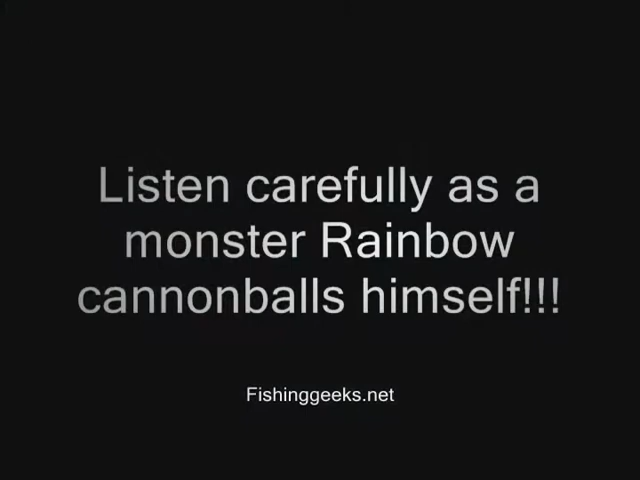 Listen carefully as a
monster Rainbow
cannonballs himself!!!
Fishinggeeks.net